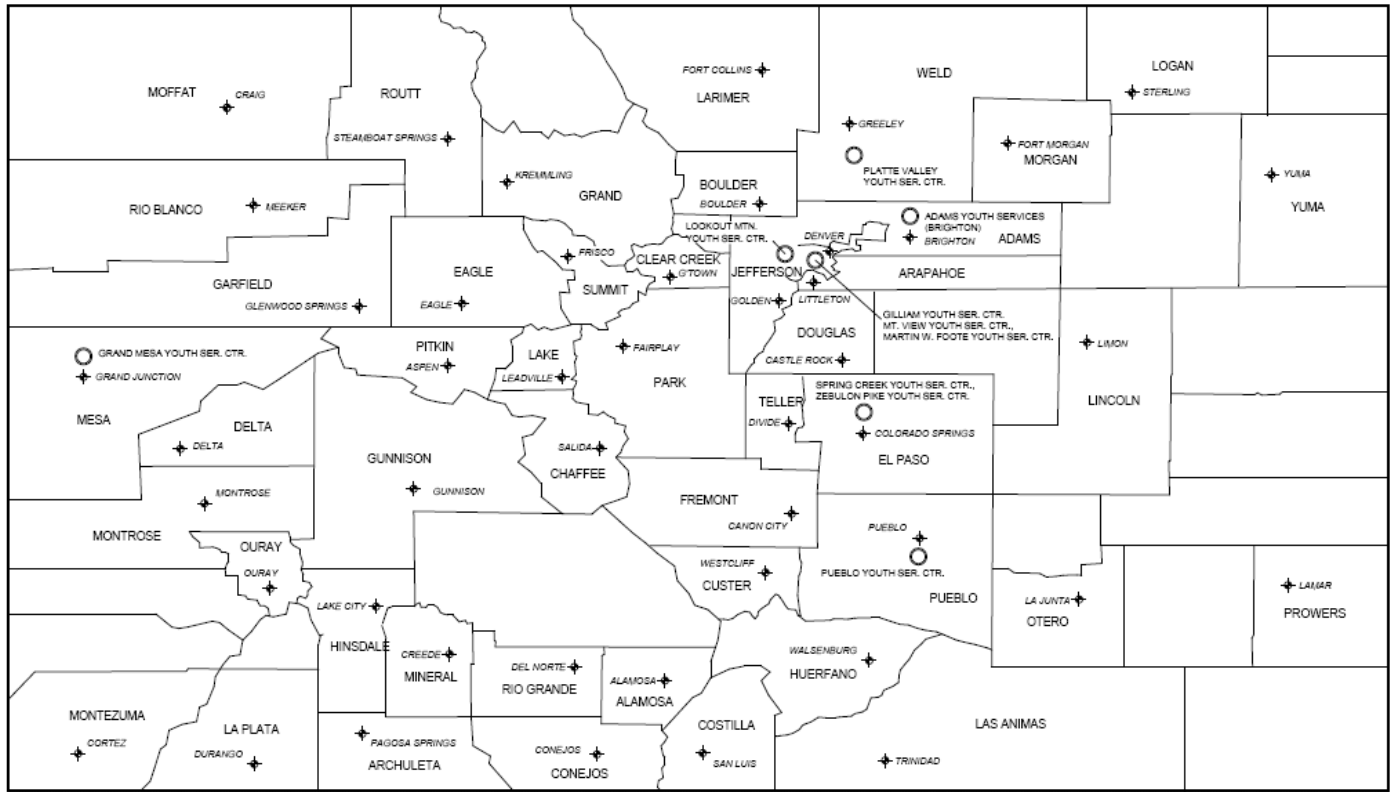 MOFFAT
CRAIG
ROUTT
STEAMBOAT SPRINGS
FORT COLLINS
LARIMER
WELD
GREELEY
PLATTE VALLEY
YOUTH SER. CTR.
LOGAN
STERLING
FORT MORGAN
MORGAN
YUMA
YUMA
RIO BLANCO
MEEKER
KREMMLING
GRAND
BOULDER
BOULDER
LOOKOUT MTN.
YOUTH SER. CTR.
DENVER
ADAMS YOUTH SERVICES
(BRIGHTON)
BRIGHTON
ADAMS
GARFIELD
GLENWOOD SPRINGS
EAGLE
EAGLE
FRISCO
SUMMIT
CLEAR CREEK
G'TOWN
JEFFERSON
GOLDEN
LITTLETON
ARAPAHOE
GILLIAM YOUTH SER. CTR.
MT. VIEW YOUTH SER. CTR.,
MARTIN W. FOOTE YOUTH SER. CTR.
GRAND MESA YOUTH SER. CTR.
GRAND JUNCTION
MESA
PITKIN
ASPEN
LAKE
LEADVILLE
FAIRPLAY
PARK
DOUGLAS
CASTLE ROCK
LIMON
LINCOLN
DELTA
DELTA
GUNNISON
GUNNISON
SALIDA
CHAFFEE
TELLER
DIVIDE
SPRING CREEK YOUTH SER. CTR.,
ZEBULON PIKE YOUTH SER. CTR.
COLORADO SPRINGS
EL PASO
MONTROSE
MONTROSE
OURAY
OURAY
FREMONT
CANON CITY
PUEBLO
PUEBLO YOUTH SER. CTR.
PUEBLO
WESTCLIFF
CUSTER
LAKE CITY
HINSDALE
CREEDE
MINERAL
DEL NORTE
RIO GRANDE
ALAMOSA
ALAMOSA
WALSENBURG
HUERFANO
LA JUNTA
OTERO
LAMAR
PROWERS
MONTEZUMA
CORTEZ
LA PLATA
DURANGO
PAGOSA SPRINGS
ARCHULETA
CONEJOS
CONEJOS
COSTILLA
SAN LUIS
LAS ANIMAS
TRINIDAD